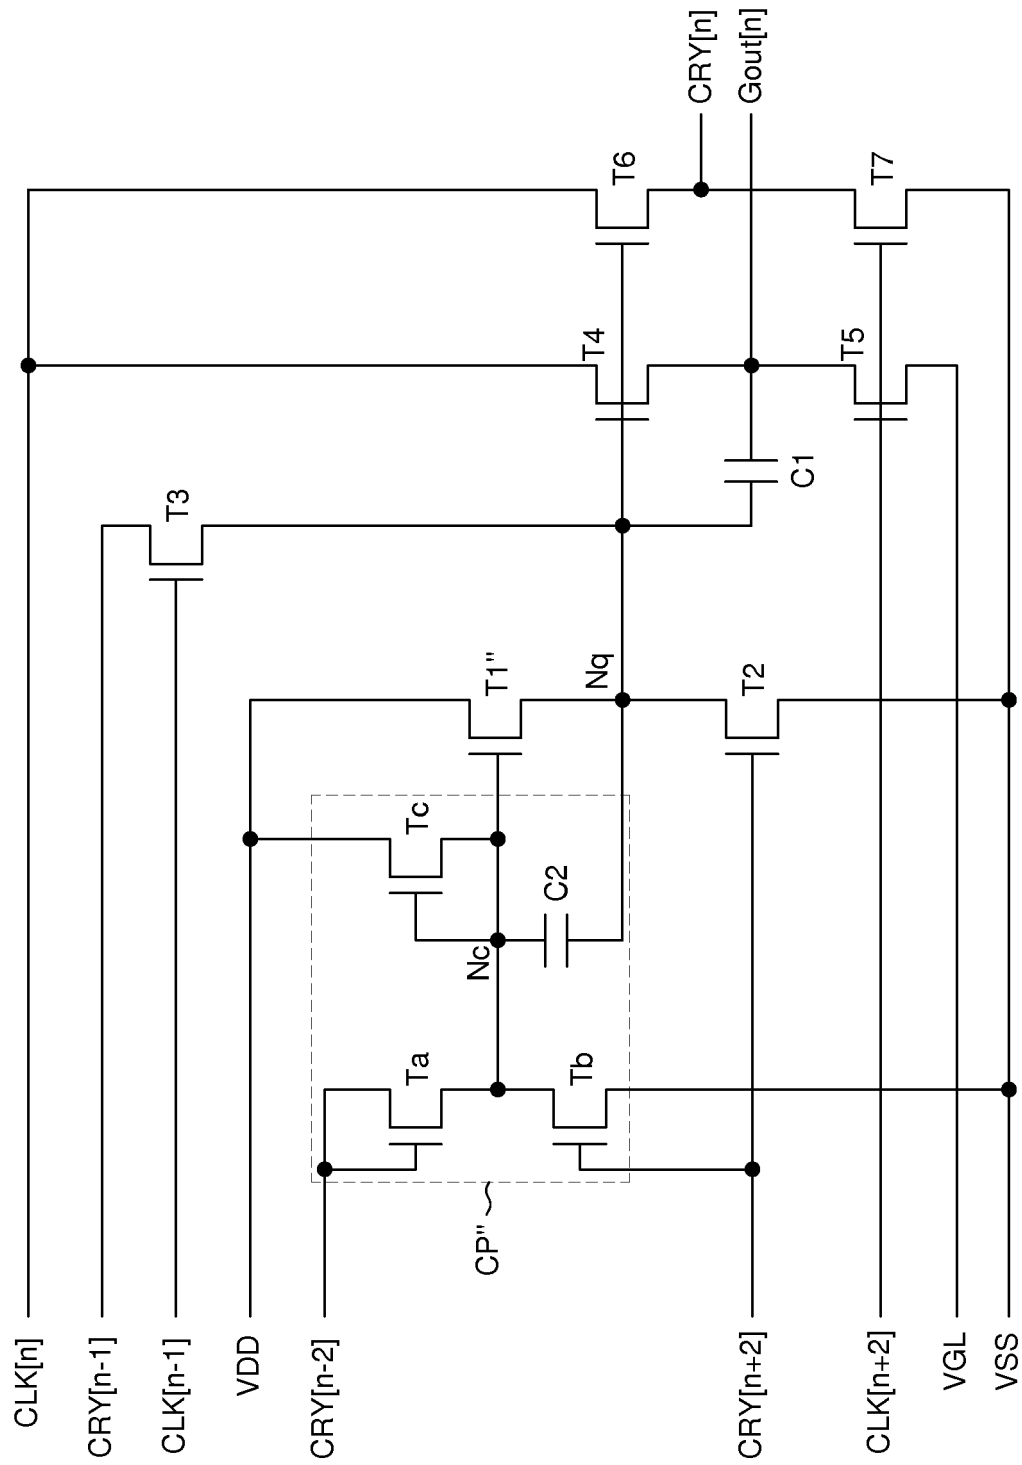 CLK[n]
CRY[n-1]
CLK[n-1]
VDD
CRY[n-2]
CRY[n+2]
CLK[n+2]
VGL
VSS
CP"
Ta
Tb
Nc
C2
Tc
T1"
Nq
T2
T3
C1
T4
T5
T6
T7
CRY[n]
Gout[n]